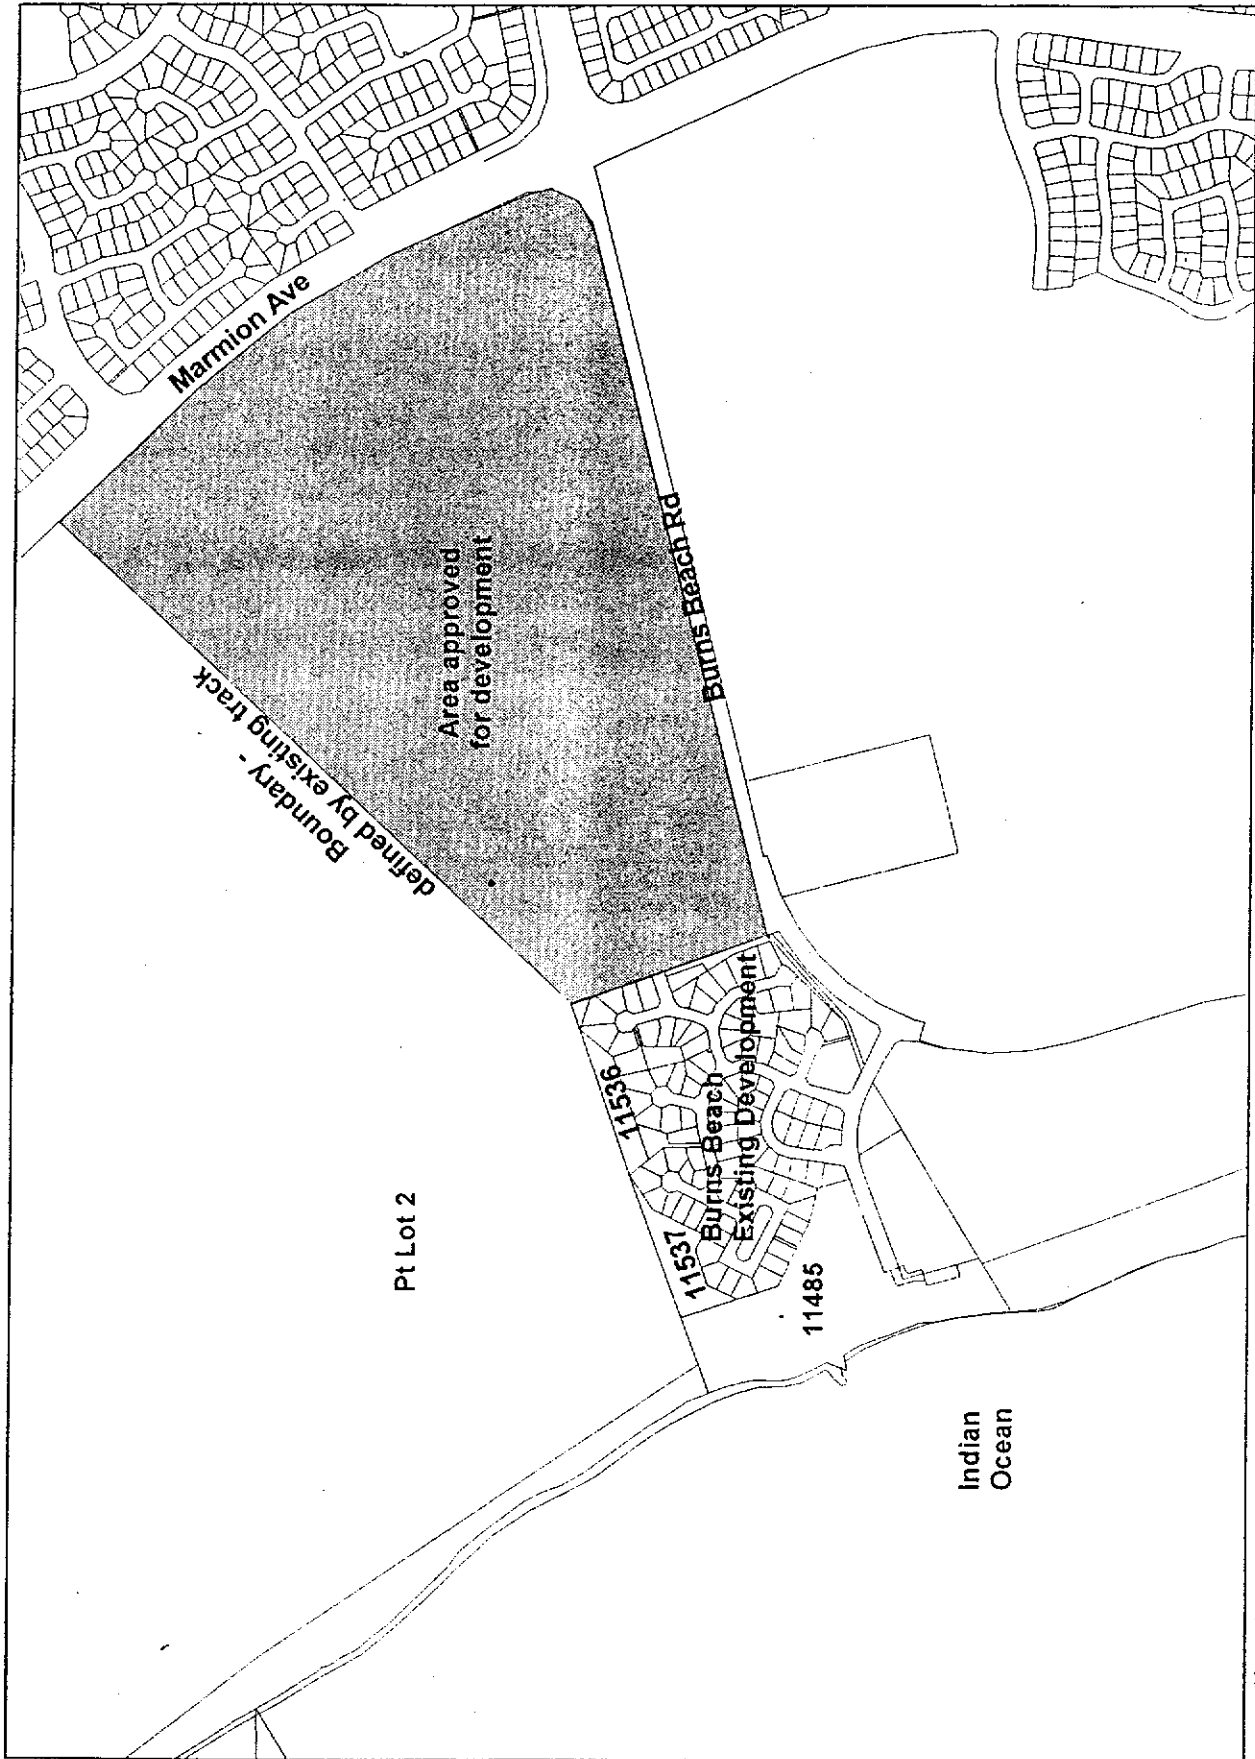 Marmion Ave
Boundary -
defined by existing track
Area approved
for development
Burns Beach Rd
Pt Lot 2
11536
11537
Burns Beach
Existing Development
11485
Indian
Ocean